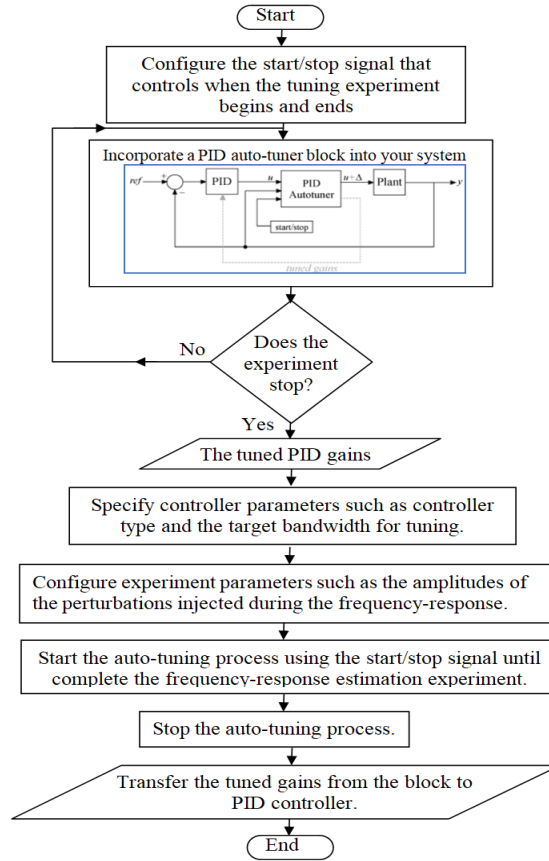 Start
Configure the start/stop signal that
controls when the tuning experiment
begins and ends
Incorporate a PID auto-tuner block into your system
ref
+
−
PID
u
PID
Autotuner
u+Δ
Plant
y
start/stop
tuned gains
No
Does the
experiment
stop?
Yes
The tuned PID gains
Specify controller parameters such as controller
type and the target bandwidth for tuning.
Configure experiment parameters such as the amplitudes of
the perturbations injected during the frequency-response.
Start the auto-tuning process using the start/stop signal until
complete the frequency-response estimation experiment.
Stop the auto-tuning process.
Transfer the tuned gains from the block to
PID controller.
End